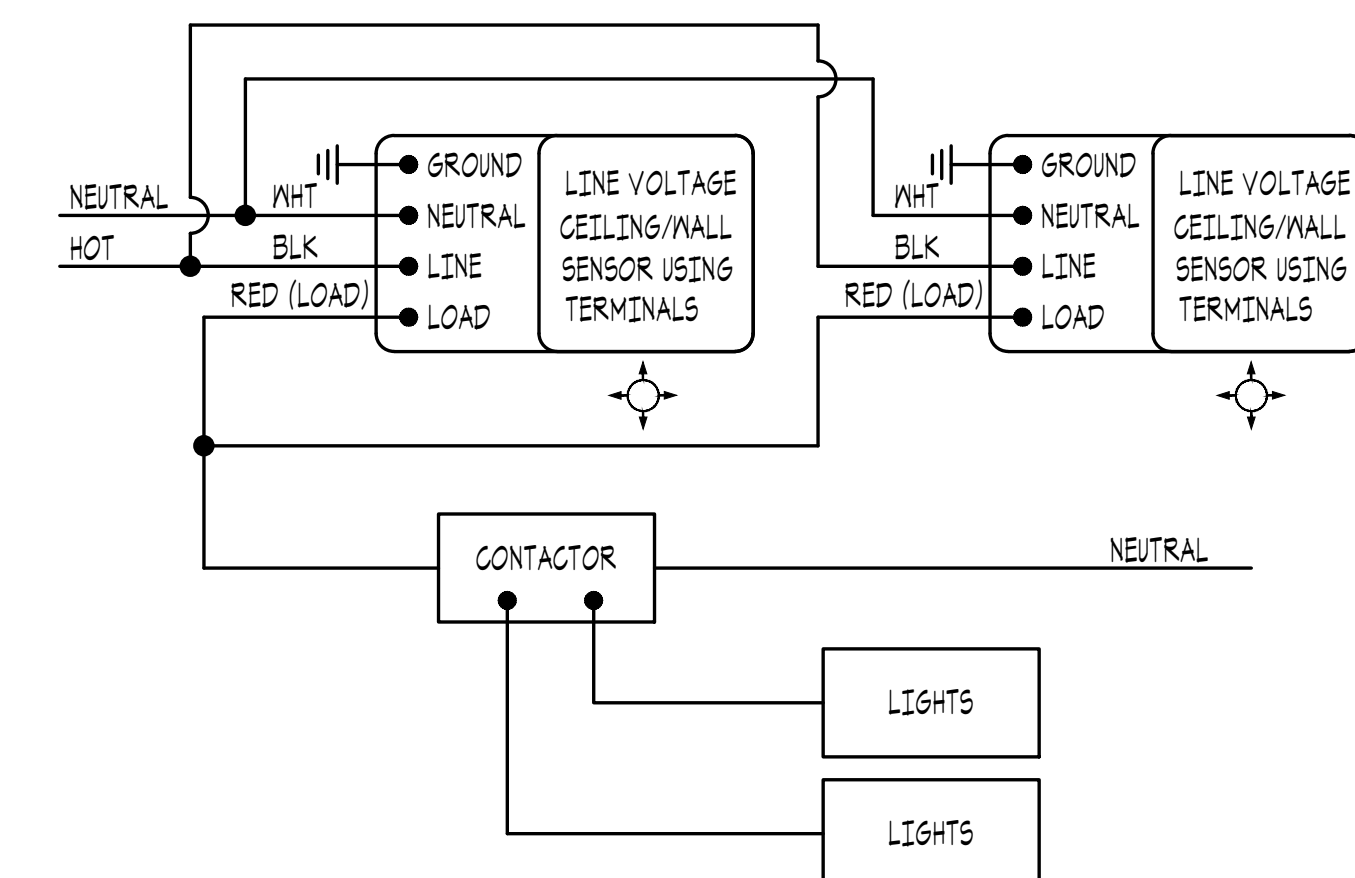 NEUTRAL
WHT
GROUND
NEUTRAL
HOT
BLK
LINE
RED (LOAD)
LOAD
LINE VOLTAGE
CEILING/WALL
SENSOR USING
TERMINALS
WHT
GROUND
NEUTRAL
BLK
LINE
RED (LOAD)
LOAD
LINE VOLTAGE
CEILING/WALL
SENSOR USING
TERMINALS
CONTACTOR
NEUTRAL
LIGHTS
LIGHTS